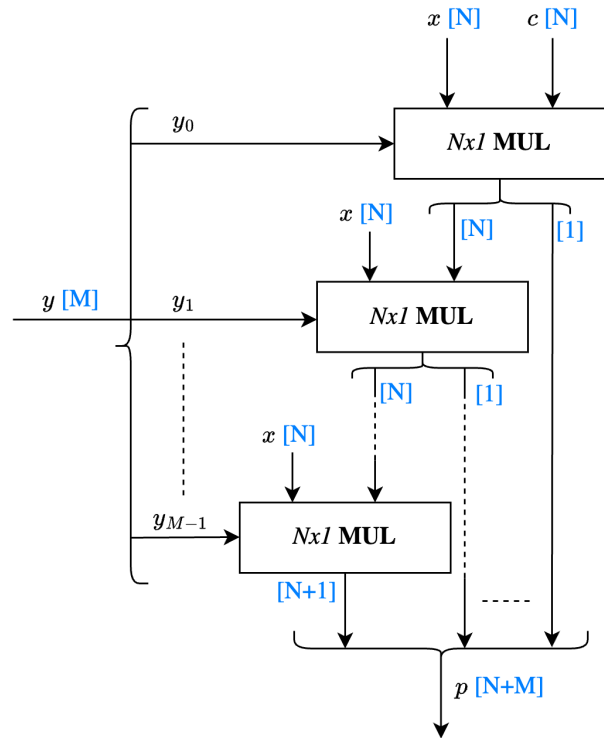 x [N] c [N]
y₀
Nx1 MUL
x [N] [N] [1]
y [M] y₁
Nx1 MUL
[N] [1]
x [N]
y_{M−1}
Nx1 MUL
[N+1]
p [N+M]